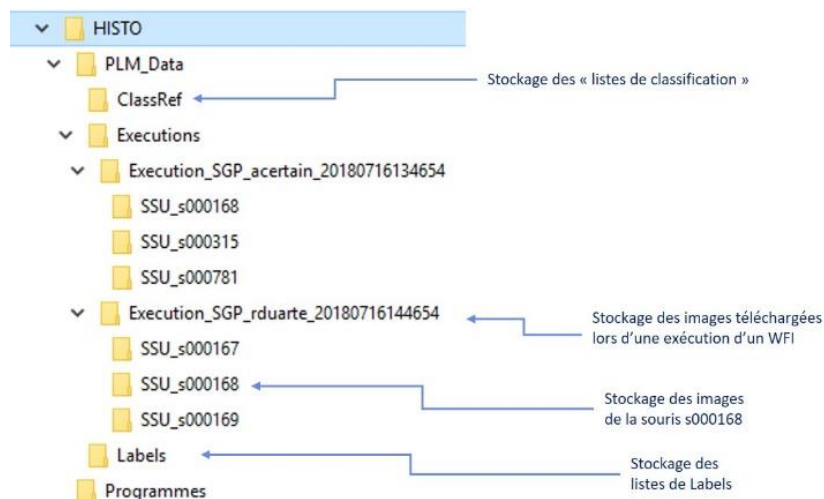 HISTO
PLM_Data
Stockage des « listes de classification »
ClassRef
Executions
Execution_SGP_acertain_20180716134654
SSU_s000168
SSU_s000315
SSU_s000781
Execution_SGP_rduarte_20180716144654
Stockage des images téléchargées
lors d'une exécution d'un WFI
SSU_s000167
SSU_s000168
Stockage des images
de la souris s000168
SSU_s000169
Labels
Stockage des
listes de Labels
Programmes